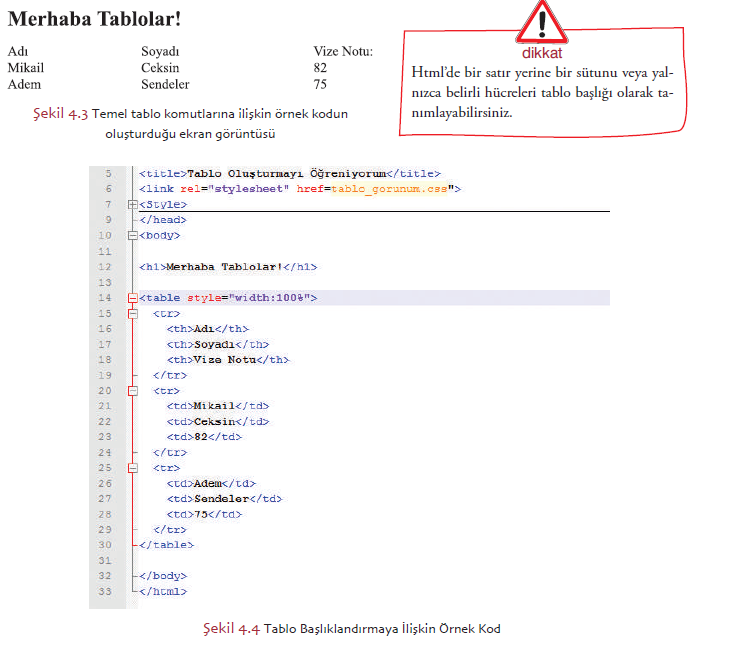 Merhaba Tablolar!
Adı Soyadı Vize Notu:
Mikail Ceksin 82
Adem Sendeler 75
Şekil 4.3 Temel tablo komutlarına ilişkin örnek kodun
oluşturduğu ekran görüntüsü
dikkat
Html'de bir satır yerine bir sütunu veya yal-
nızca belirli hücreleri tablo başlığı olarak ta-
nımlayabilirsiniz.
5 <title>Tablo Oluşturmayı Öğreniyorum</title>
6 <link rel="stylesheet" href=tablo_gorunum.css">
7 <Style>
9 </head>
10 <body>
11
12 <h1>Merhaba Tablolar!</h1>
13
14 <table style="width:100%">
15 <tr>
16 <th>Adı</th>
17 <th>Soyadı</th>
18 <th>Vize Notu</th>
19 </tr>
20 <tr>
21 <td>Mikail</td>
22 <td>Ceksin</td>
23 <td>82</td>
24 </tr>
25 <tr>
26 <td>Adem</td>
27 <td>Sendeler</td>
28 <td>75</td>
29 </tr>
30 </table>
31
32 </body>
33 </html>
Şekil 4.4 Tablo Başlıklandırmaya İlişkin Örnek Kod